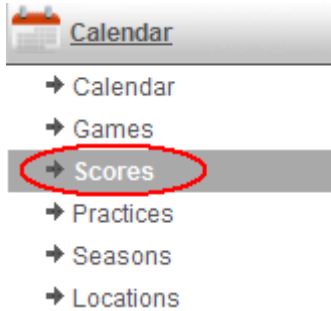 Calendar
Calendar
Games
Scores
Practices
Seasons
Locations